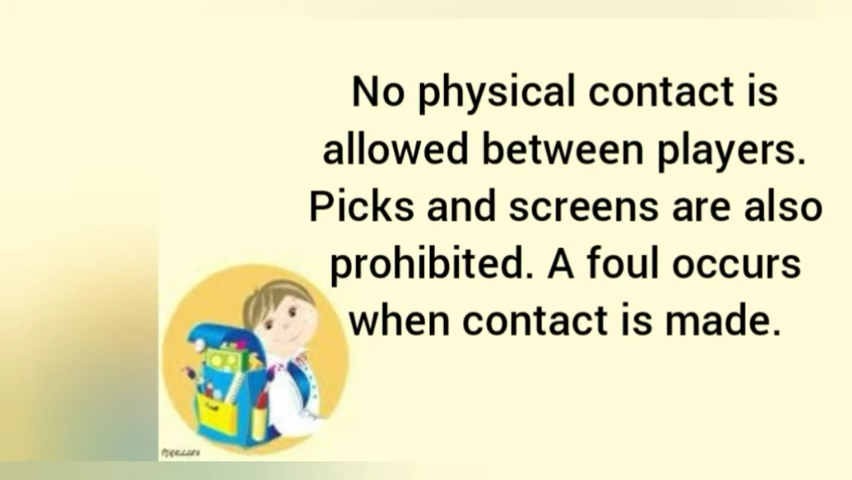 No physical contact is
allowed between players.
Picks and screens are also
prohibited. A foul occurs
when contact is made.